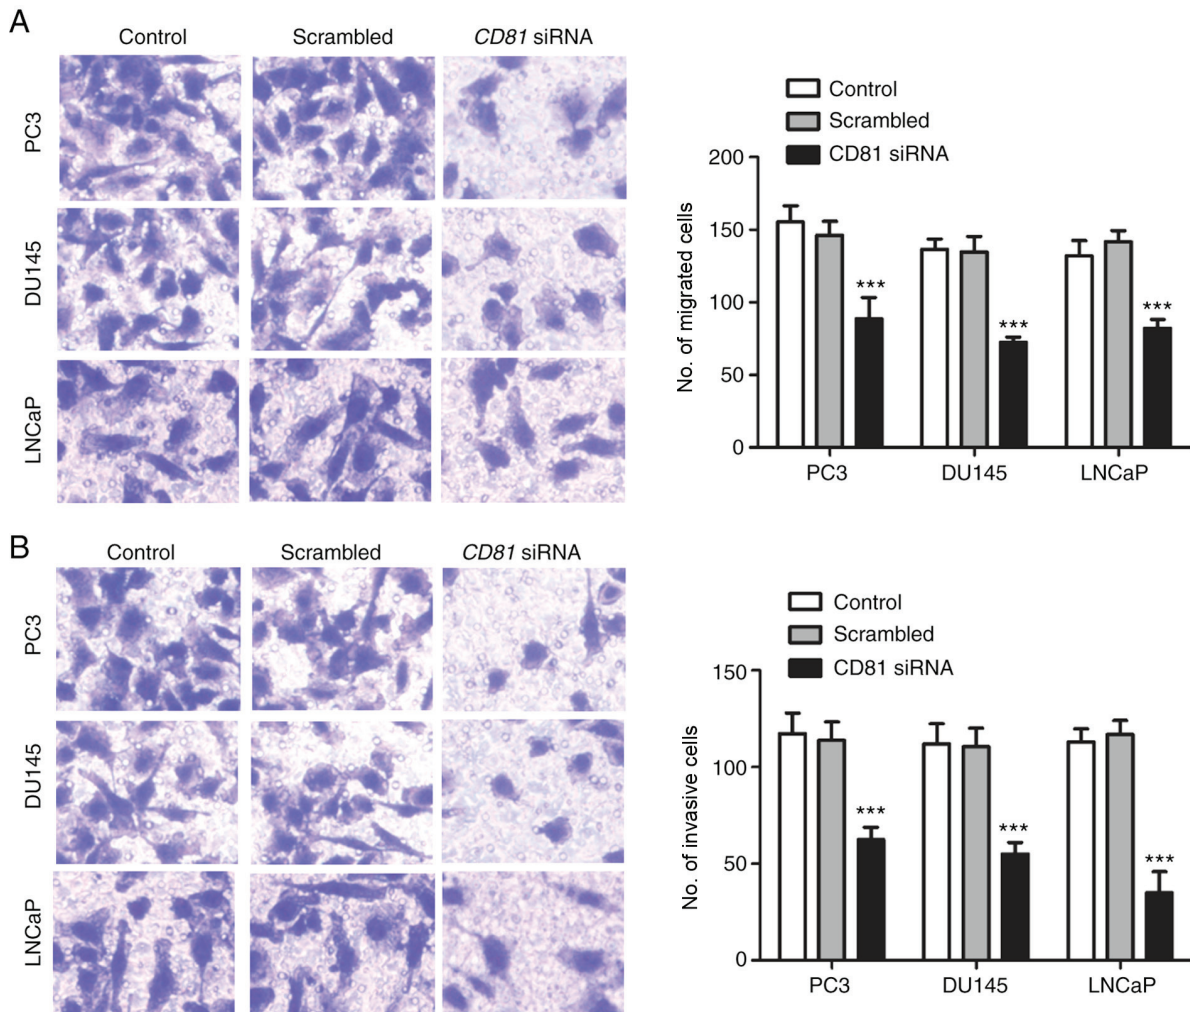 A
Control Scrambled CD81 siRNA
PC3
DU145
LNCaP
Control
Scrambled
CD81 siRNA
No. of migrated cells
200
150
100
50
0
***
***
***
PC3 DU145 LNCaP
B
Control Scrambled CD81 siRNA
PC3
DU145
LNCaP
Control
Scrambled
CD81 siRNA
No. of invasive cells
150
100
50
0
***
***
***
PC3 DU145 LNCaP